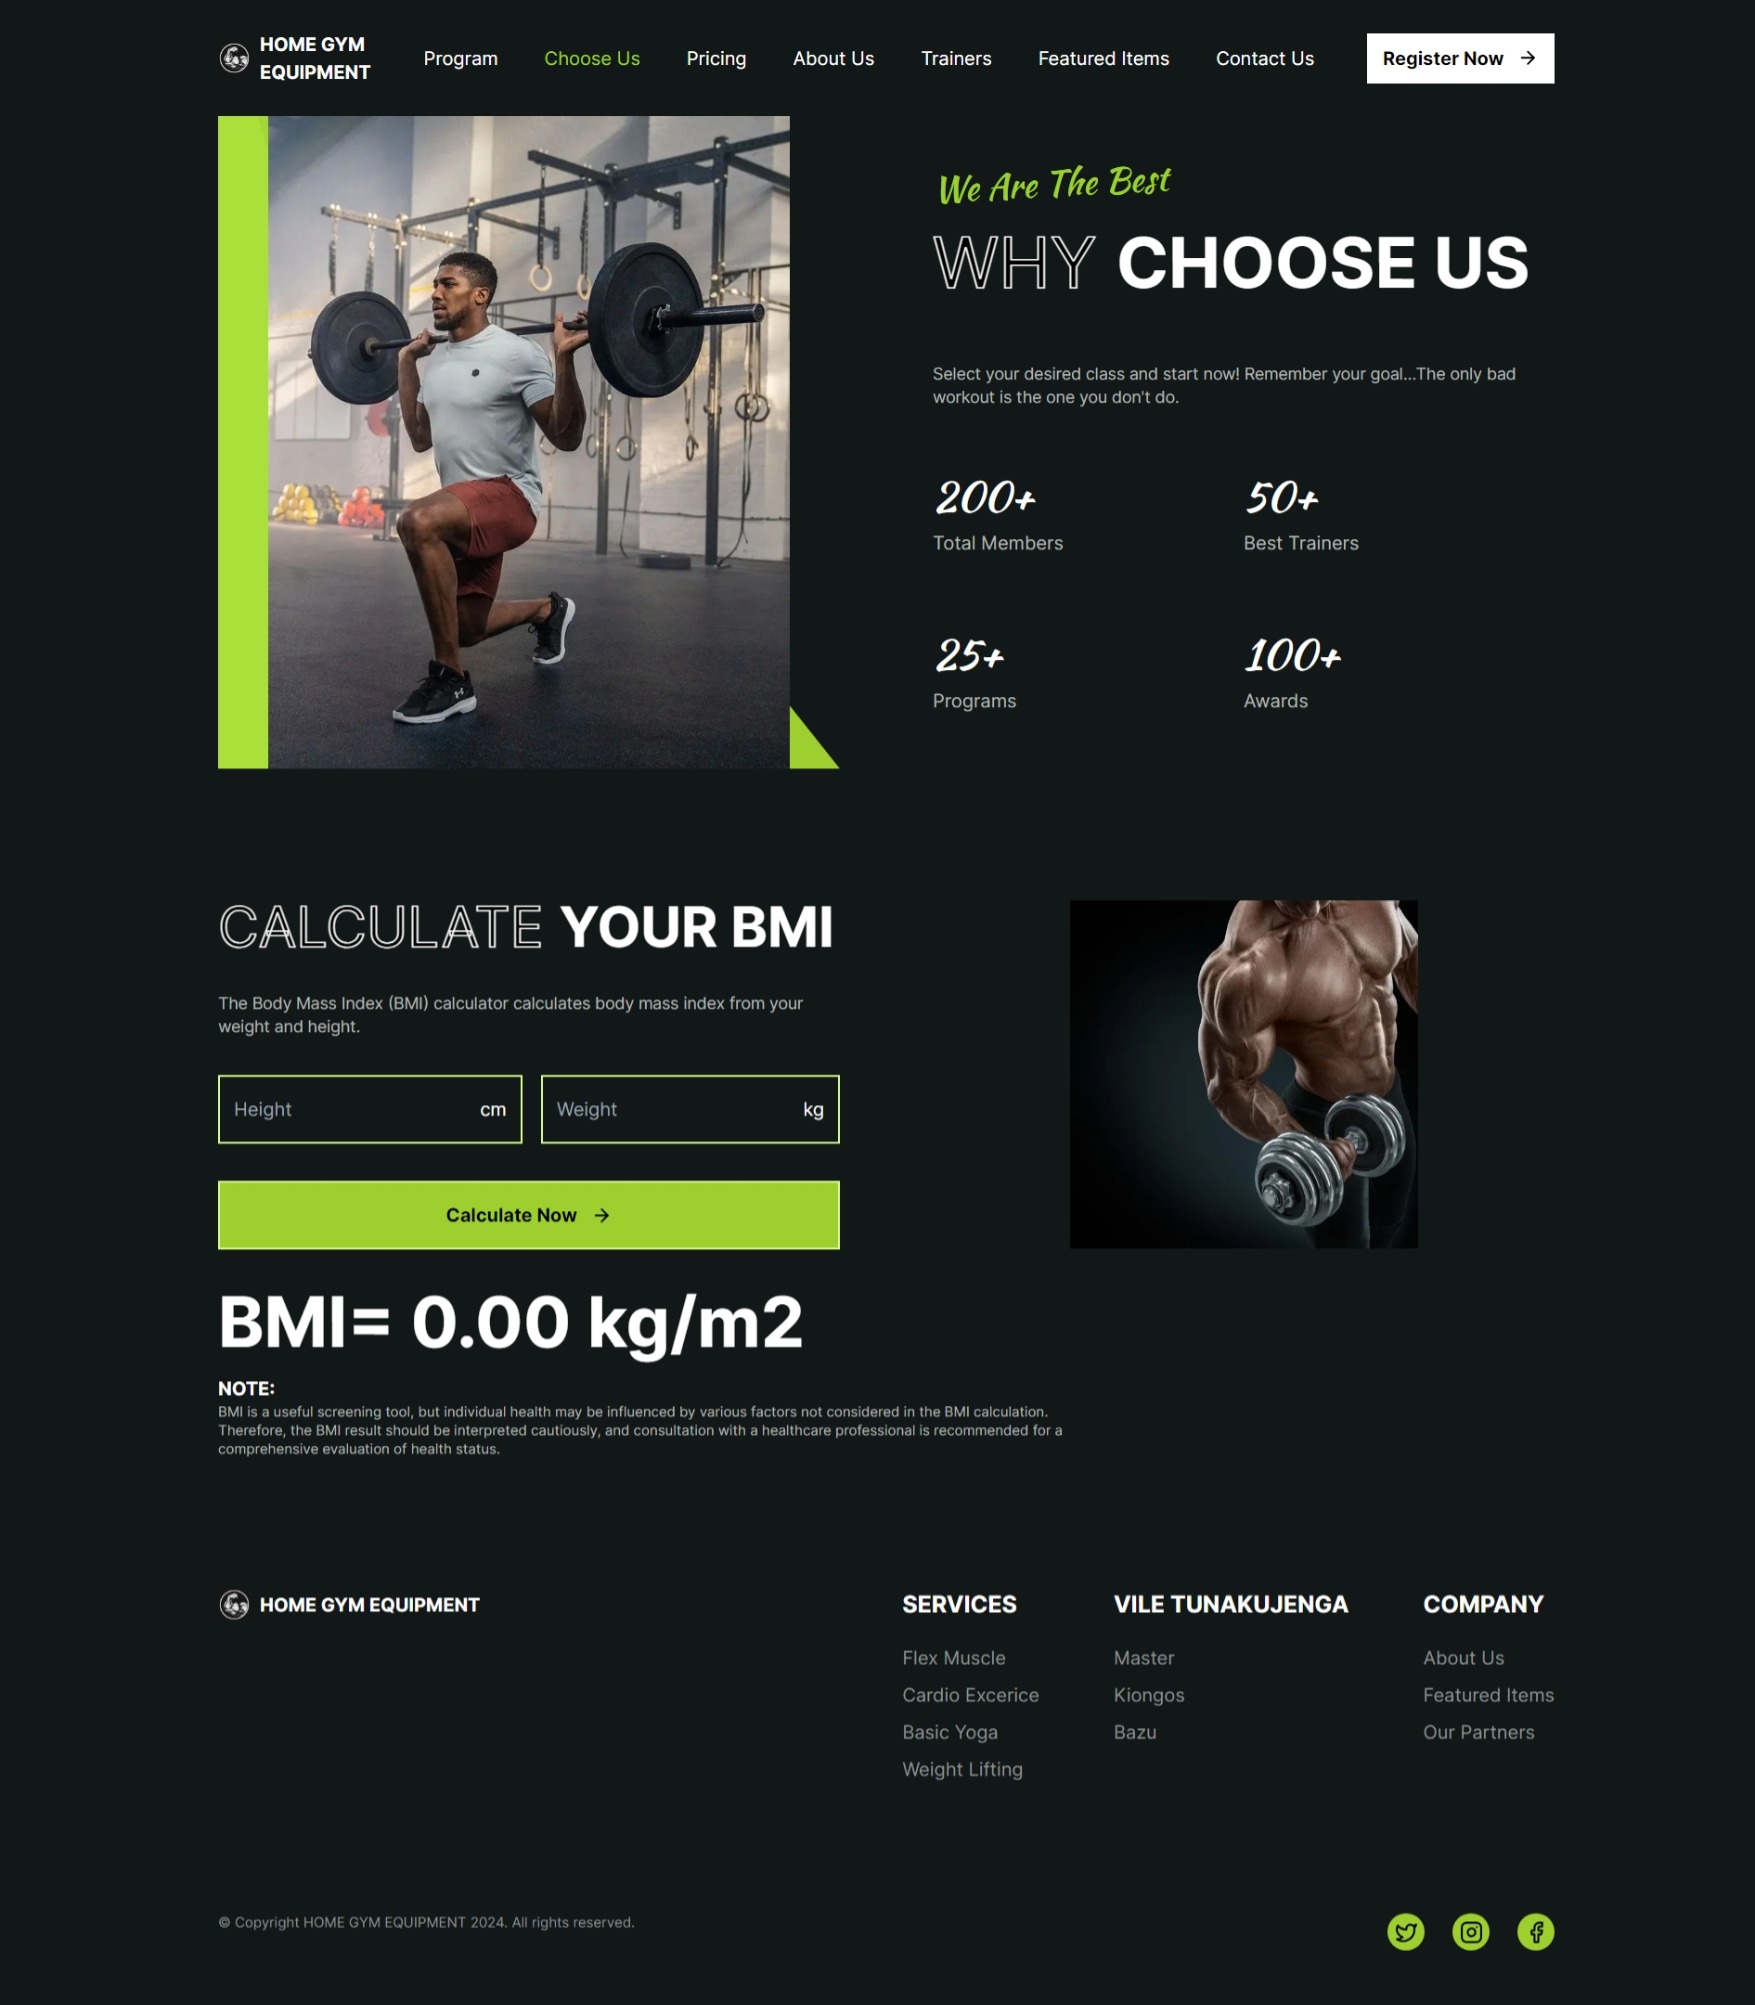 HOME GYM
EQUIPMENT
Program
Choose Us
Pricing
About Us
Trainers
Featured Items
Contact Us
Register Now
We Are The Best
WHY CHOOSE US
Select your desired class and start now! Remember your goal...The only bad
workout is the one you don't do.
200+
Total Members
50+
Best Trainers
25+
Programs
100+
Awards
CALCULATE YOUR BMI
The Body Mass Index (BMI) calculator calculates body mass index from your
weight and height.
Height cm
Weight kg
Calculate Now
BMI= 0.00 kg/m2
NOTE:
BMI is a useful screening tool, but individual health may be influenced by various factors not considered in the BMI calculation.
Therefore, the BMI result should be interpreted cautiously, and consultation with a healthcare professional is recommended for a
comprehensive evaluation of health status.
HOME GYM EQUIPMENT
SERVICES
Flex Muscle
Cardio Excerice
Basic Yoga
Weight Lifting
VILE TUNAKUJENGA
Master
Kiongos
Bazu
COMPANY
About Us
Featured Items
Our Partners
© Copyright HOME GYM EQUIPMENT 2024. All rights reserved.